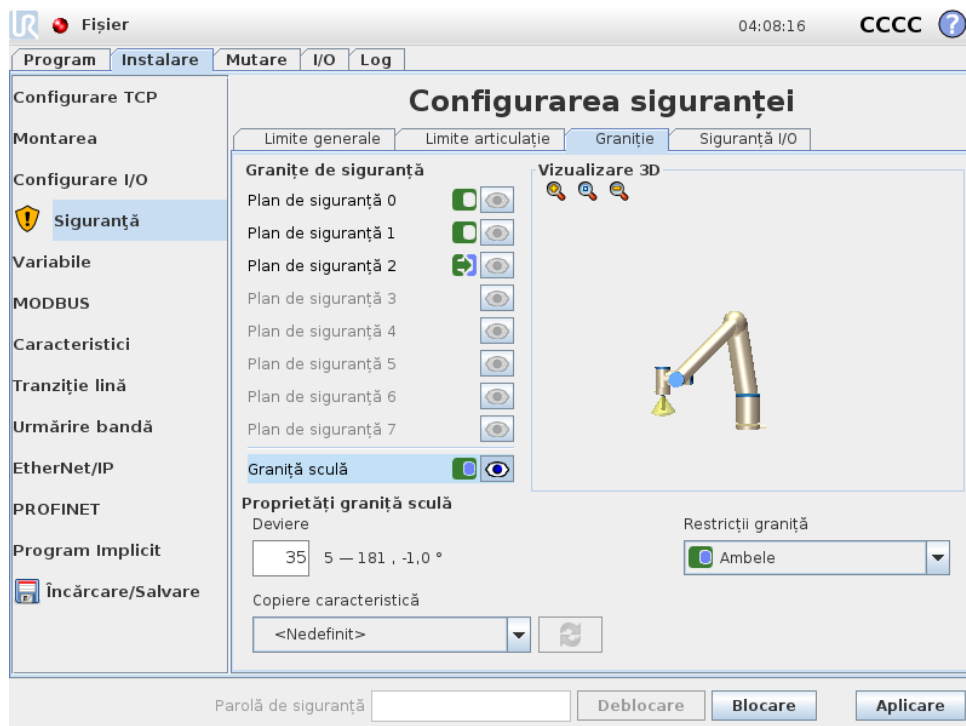 UR Fișier 04:08:16 CCCC ?
Program Instalare Mutare I/O Log
Configurare TCP
Montarea
Configurare I/O
Siguranţă
Variabile
MODBUS
Caracteristici
Tranziție lină
Urmărire bandă
EtherNet/IP
PROFINET
Program Implicit
Încărcare/Salvare
Configurarea siguranței
Limite generale Limite articulație Graniție Siguranță I/O
Granițe de siguranță
Plan de siguranță 0
Plan de siguranță 1
Plan de siguranță 2
Plan de siguranță 3
Plan de siguranță 4
Plan de siguranță 5
Plan de siguranță 6
Plan de siguranță 7
Graniță sculă
Vizualizare 3D
Proprietăți graniță sculă
Deviere
35 5 — 181 , -1,0 °
Restricții graniță
Ambele
Copiere caracteristică
<Nedefinit>
Parolă de siguranță Deblocare Blocare Aplicare